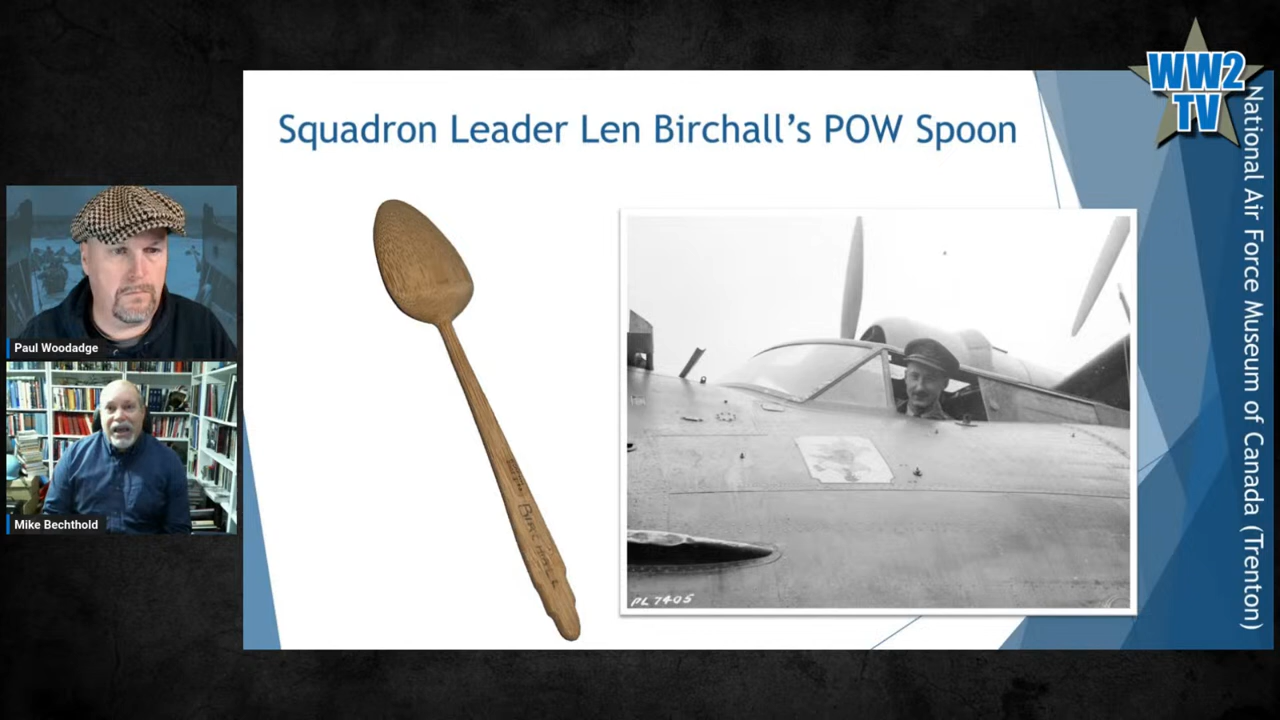 Squadron Leader Len Birchall's POW Spoon
WW2
TV
National Air Force Museum of Canada (Trenton)
Paul Woodadge
Mike Bechthold
BIRCHALL
PL 7405